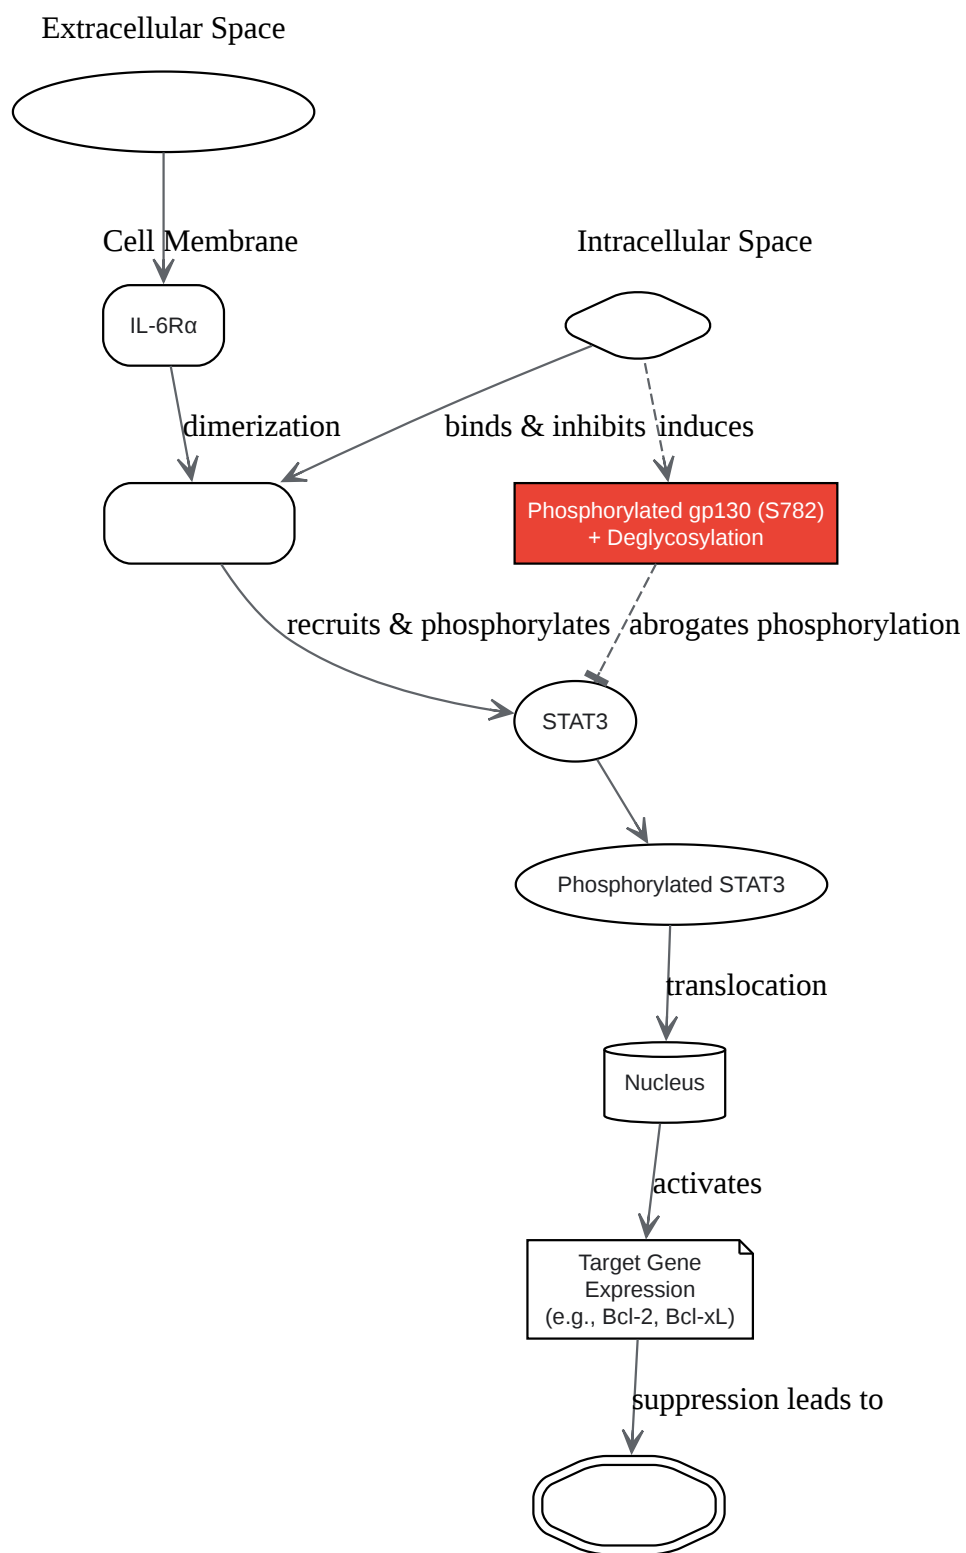 Extracellular Space
Cell Membrane
Intracellular Space
IL-6Rα
dimerization
binds & inhibits
induces
Phosphorylated gp130 (S782)
+ Deglycosylation
recruits & phosphorylates
abrogates phosphorylation
STAT3
Phosphorylated STAT3
translocation
Nucleus
activates
Target Gene
Expression
(e.g., Bcl-2, Bcl-xL)
suppression leads to